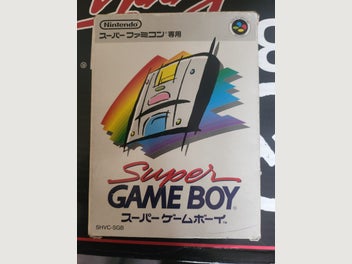 Nintendo
スーパーファミコン専用
Super
GAME BOY
スーパーゲームボーイ
SHVC-SGB